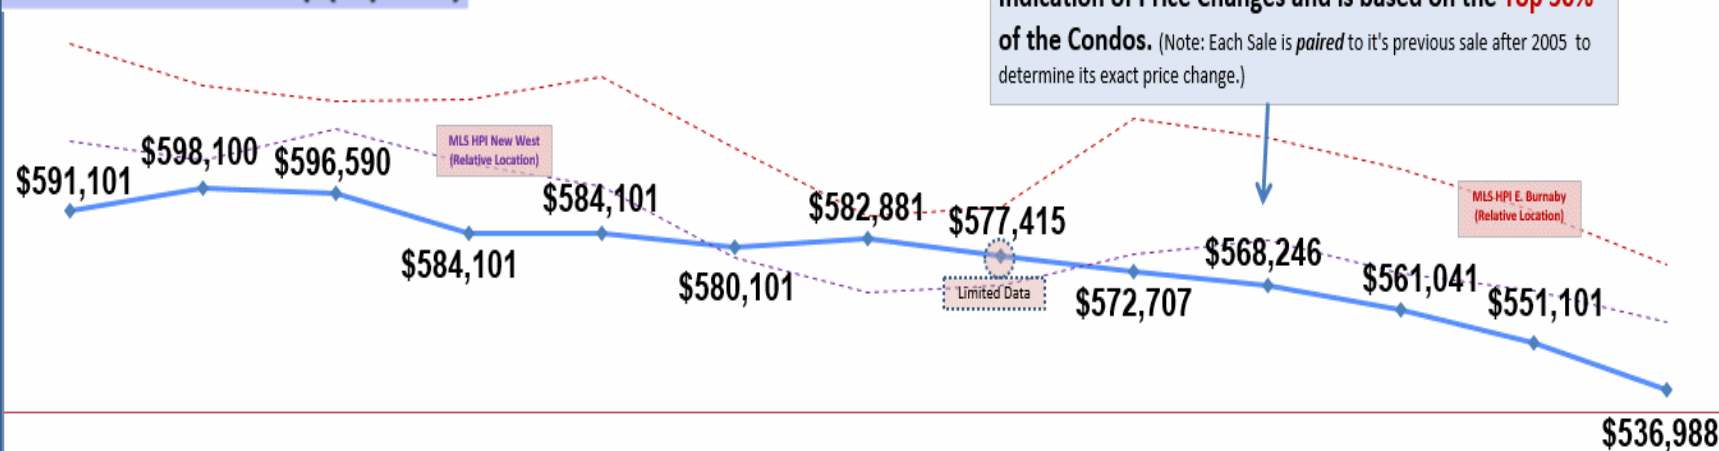 Indication of Price Changes and is based on the Top 50%
of the Condos. (Note: Each Sale is paired to it's previous sale after 2005 to
determine its exact price change.)
MLS HPI New West
(Relative Location)
MLS HPI E. Burnaby
(Relative Location)
$591,101
$598,100
$596,590
$584,101
$584,101
$580,101
$582,881
$577,415
Limited Data
$572,707
$568,246
$561,041
$551,101
$536,988